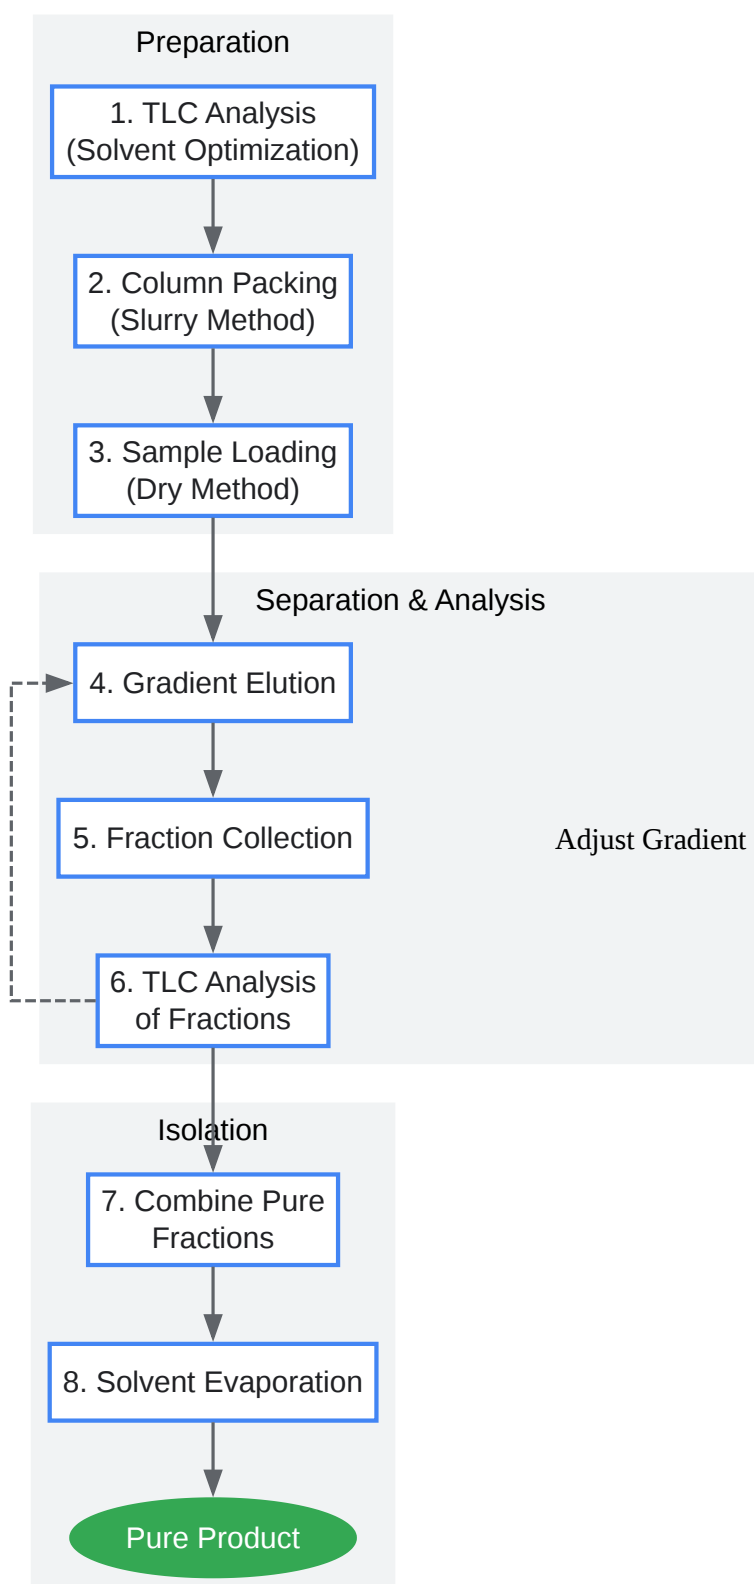 Preparation
1. TLC Analysis
(Solvent Optimization)
2. Column Packing
(Slurry Method)
3. Sample Loading
(Dry Method)
Separation & Analysis
4. Gradient Elution
5. Fraction Collection
Adjust Gradient
6. TLC Analysis
of Fractions
Isolation
7. Combine Pure
Fractions
8. Solvent Evaporation
Pure Product